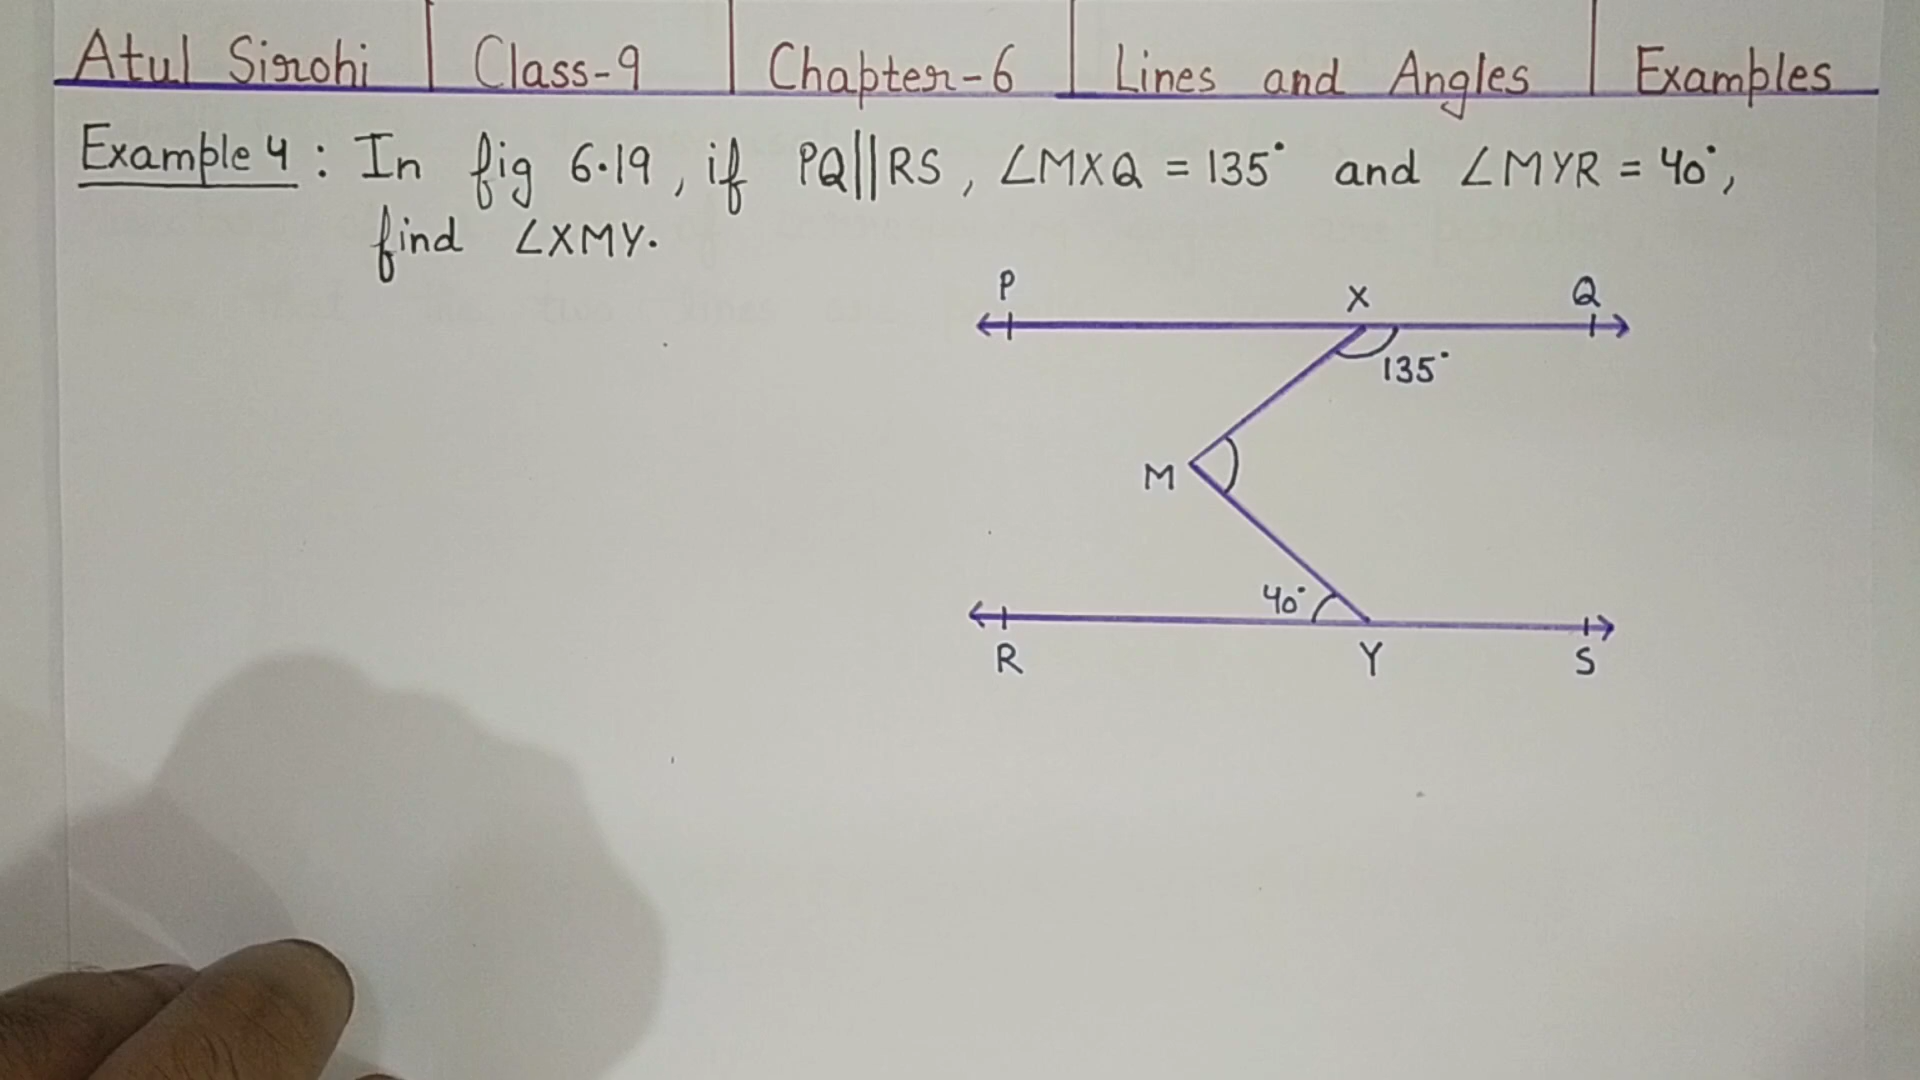 Atul Sirohi | Class-9 | Chapter-6 | Lines and Angles | Examples
Example 4 : In fig 6.19, if PQ||RS, ∠MXQ = 135° and ∠MYR = 40°,
find ∠XMY.
P X Q
135°
M
40°
R Y S